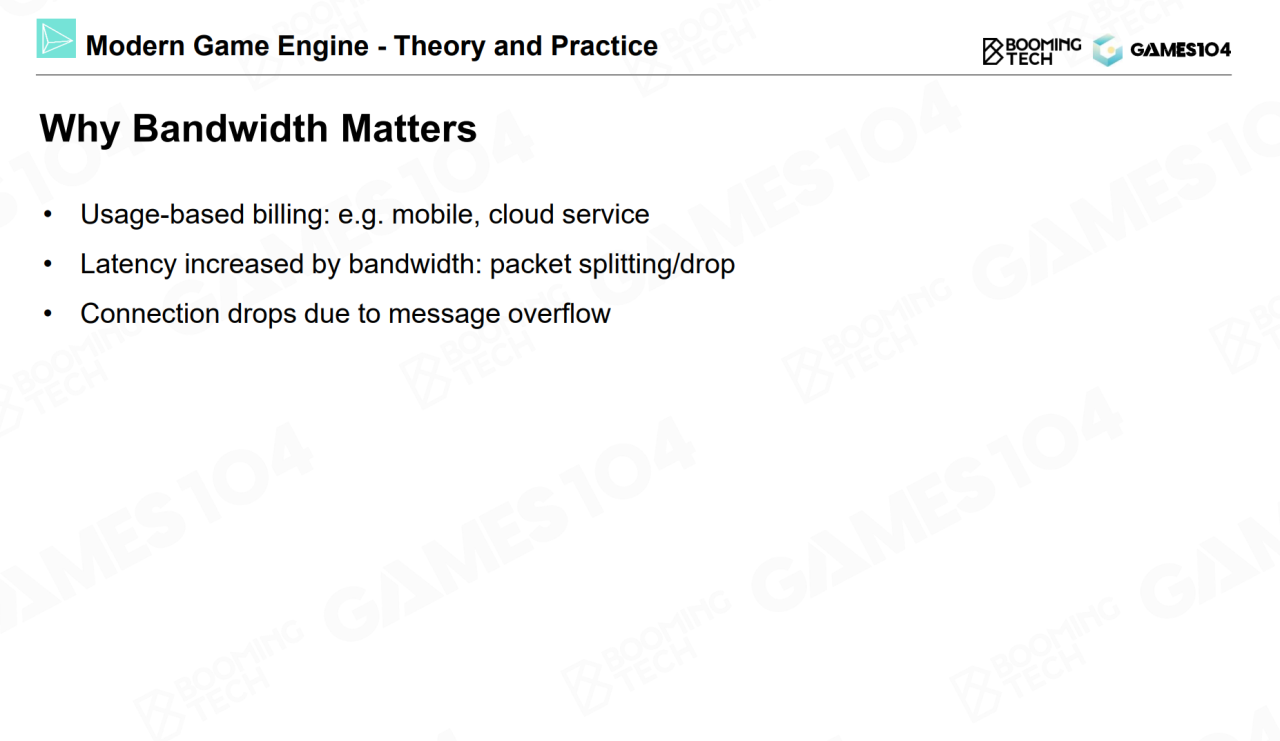 Modern Game Engine - Theory and Practice
BOOMING
TECH
GAMES104
Why Bandwidth Matters
• Usage-based billing: e.g. mobile, cloud service
• Latency increased by bandwidth: packet splitting/drop
• Connection drops due to message overflow